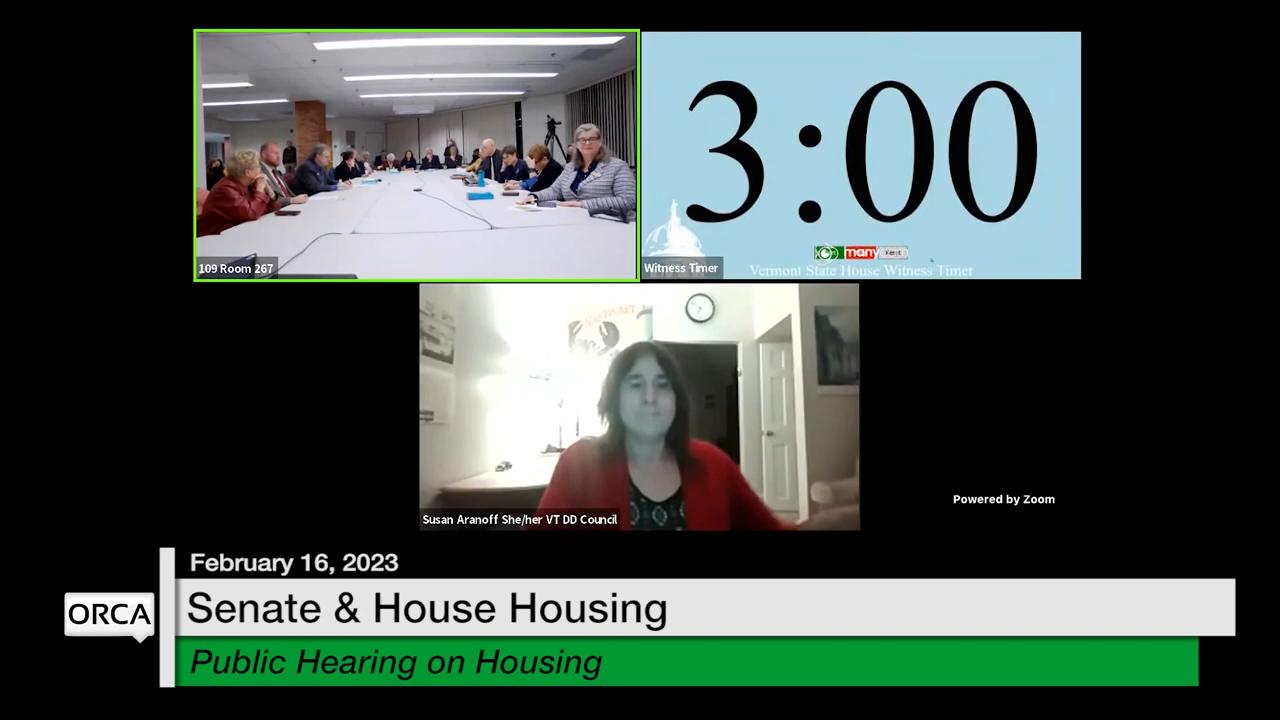 3:00
109 Room 267
many
Witness Timer
Vermont State House Witness Timer
Susan Aranoff She/her VT DD Council
Powered by Zoom
February 16, 2023
ORCA
Senate & House Housing
Public Hearing on Housing